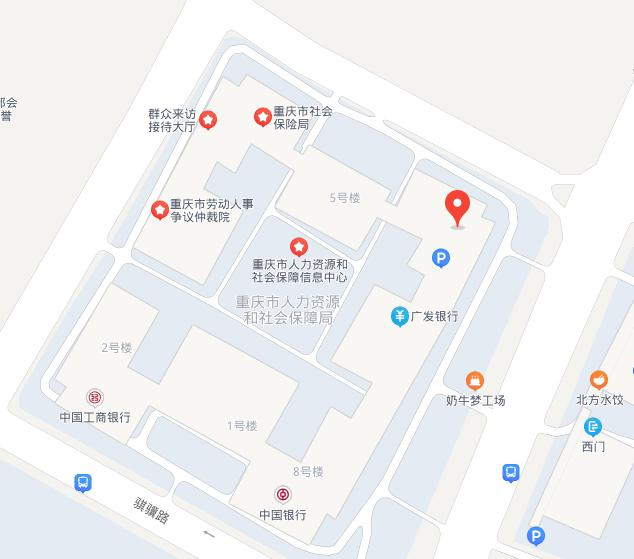 部会
誉
群众来访
接待大厅
重庆市社会
保险局
重庆市劳动人事
争议仲裁院
5号楼
重庆市人力资源和
社会保障信息中心
重庆市人力资源
和社会保障局
P
广发银行
2号楼
奶牛梦工场
北方水饺
中国工商银行
1号楼
西门
8号楼
中国银行
骐骥路
P